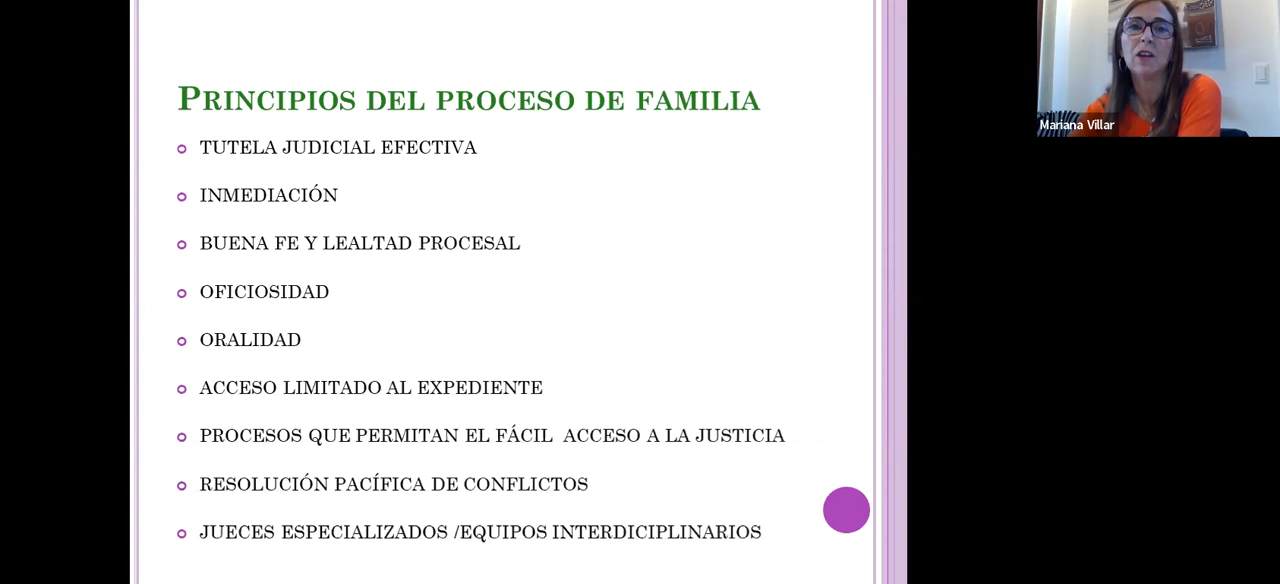 PRINCIPIOS DEL PROCESO DE FAMILIA
TUTELA JUDICIAL EFECTIVA
INMEDIACIÓN
BUENA FE Y LEALTAD PROCESAL
OFICIOSIDAD
ORALIDAD
ACCESO LIMITADO AL EXPEDIENTE
PROCESOS QUE PERMITAN EL FÁCIL ACCESO A LA JUSTICIA
RESOLUCIÓN PACÍFICA DE CONFLICTOS
JUECES ESPECIALIZADOS /EQUIPOS INTERDICIPLINARIOS
Mariana Villar